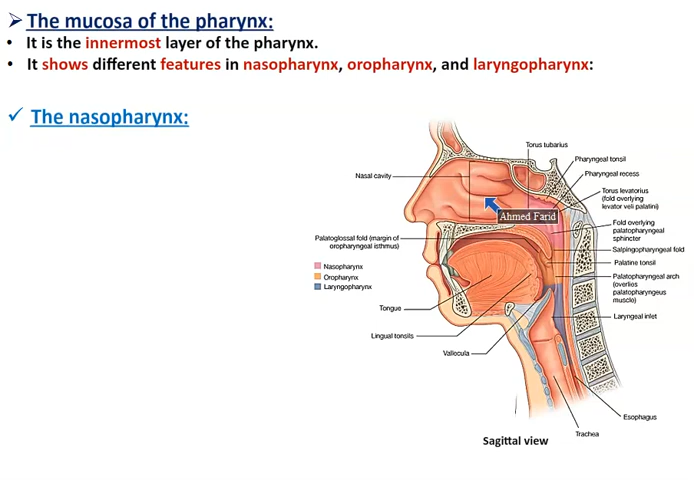 ➢ The mucosa of the pharynx:
• It is the innermost layer of the pharynx.
• It shows different features in nasopharynx, oropharynx, and laryngopharynx:
✓ The nasopharynx:
Torus tubarius
Pharyngeal tonsil
Nasal cavity
Pharyngeal recess
Torus levatorius
(fold overlying
levator veli palatini)
Ahmed Farid
Fold overlying
palatopharyngeal
sphincter
Palatoglossal fold (margin of
oropharyngeal isthmus)
Salpingopharyngeal fold
Palatine tonsil
Nasopharynx
Oropharynx
Laryngopharynx
Palatopharyngeal arch
(overlies
palatopharyngeus
muscle)
Tongue
Laryngeal inlet
Lingual tonsils
Vallecula
Esophagus
Trachea
Sagittal view